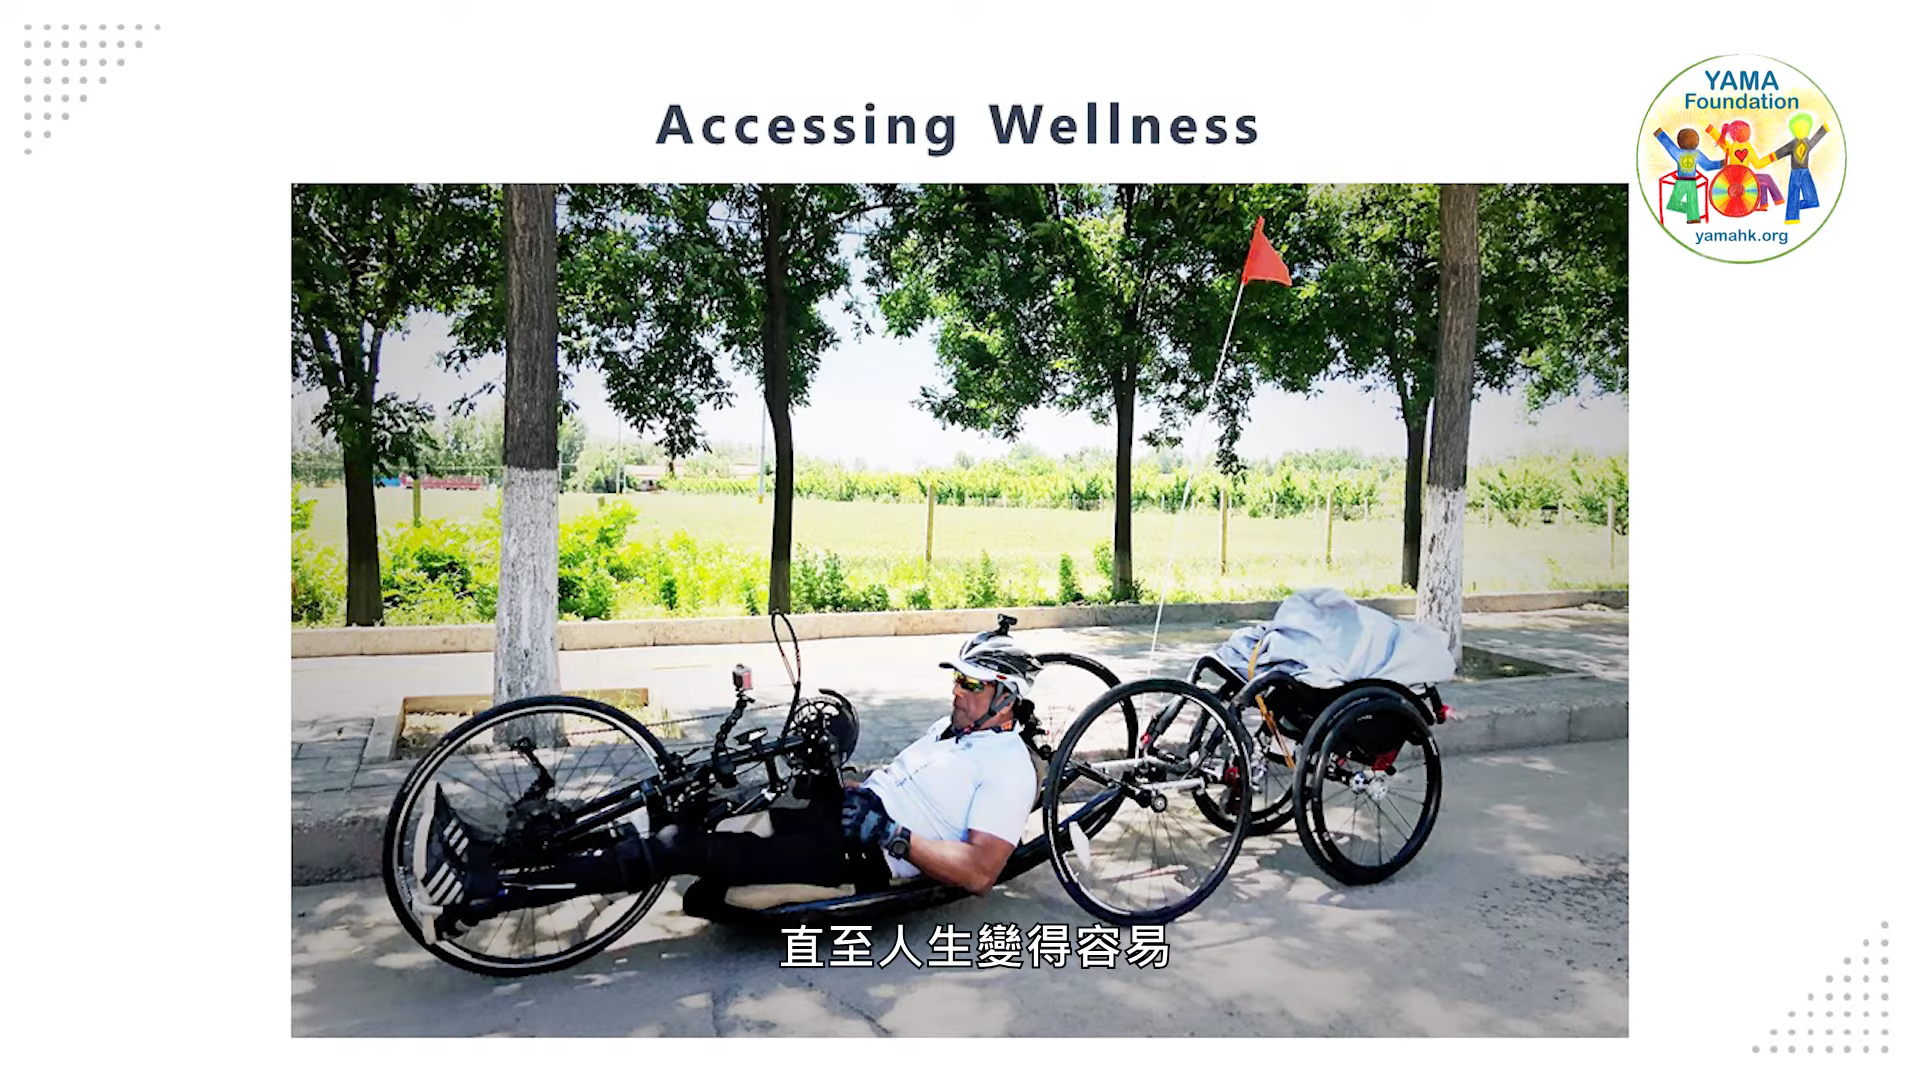 Accessing Wellness
YAMA
Foundation
yamahk.org
直至人生變得容易